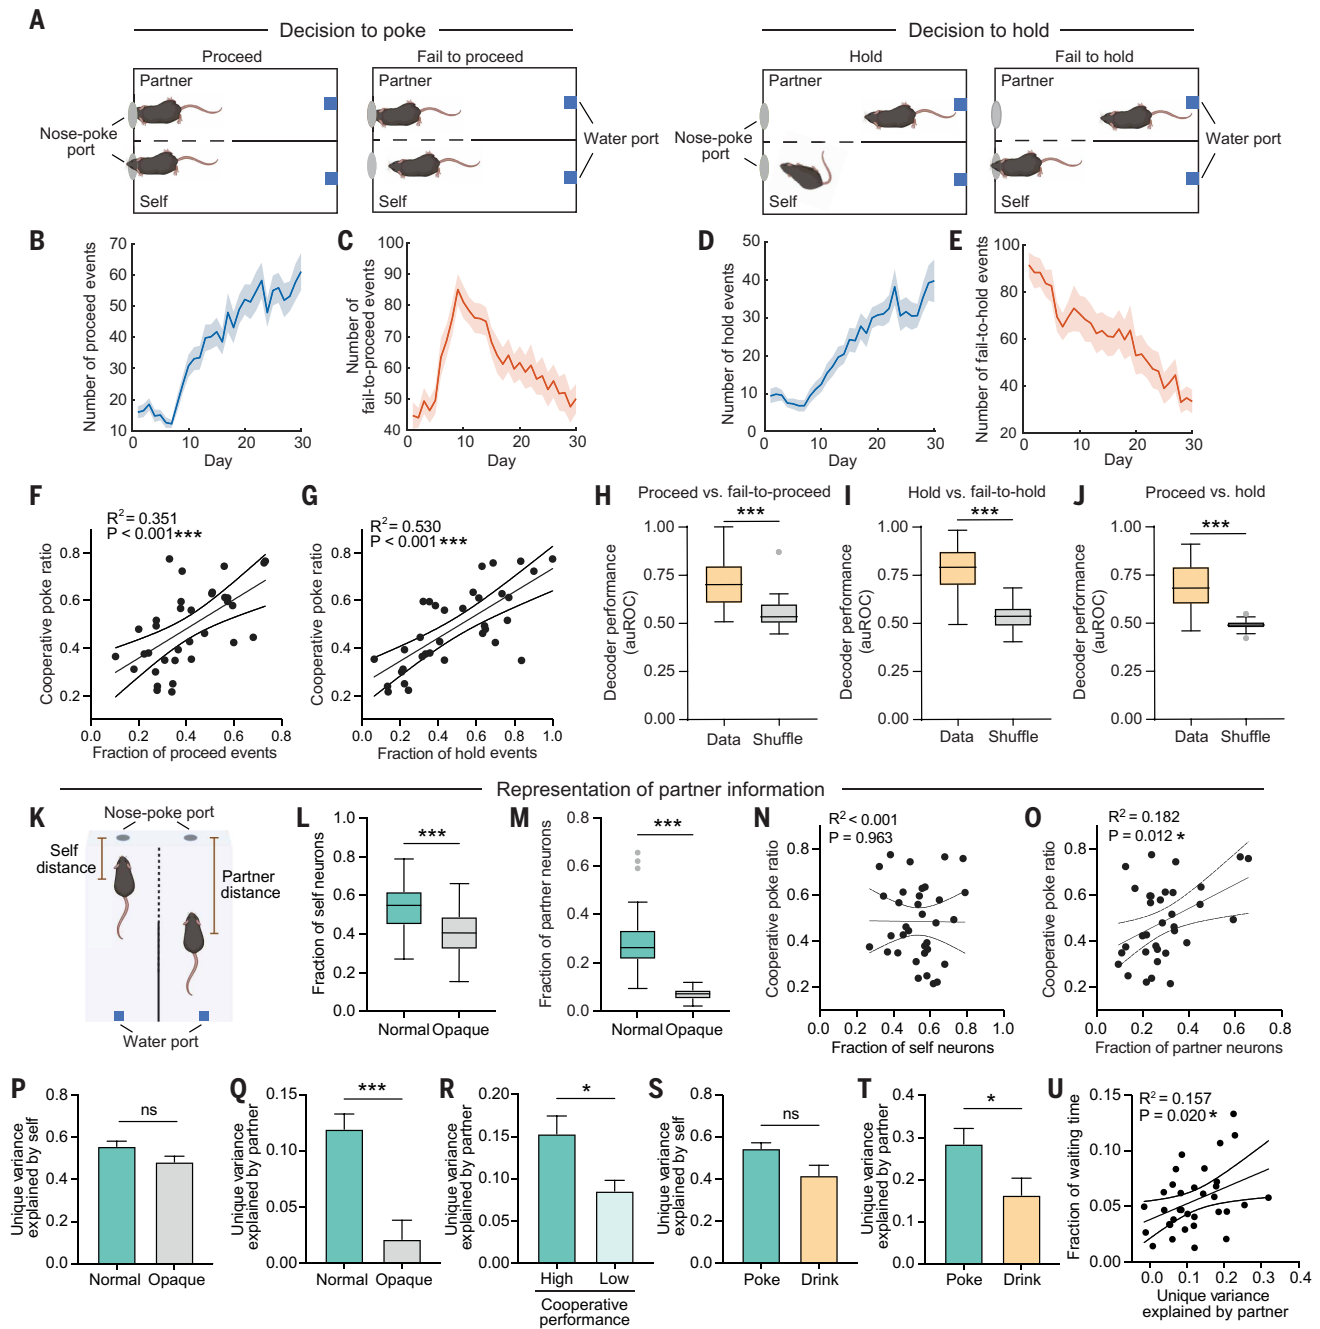 A
Decision to poke
Decision to hold
Proceed
Fail to proceed
Hold
Fail to hold
Partner
Partner
Partner
Partner
Nose-poke
port
Water port
Nose-poke
port
Water port
Self
Self
Self
Self
B
Number of proceed events
70
60
50
40
30
20
10
0
10
20
30
Day
C
Number of
fail-to-proceed events
100
90
80
70
60
50
40
0
10
20
30
Day
D
Number of hold events
50
40
30
20
10
0
0
10
20
30
Day
E
Number of fail-to-hold events
100
80
60
40
20
0
10
20
30
Day
F
R² = 0.351
P < 0.001 ***
Cooperative poke ratio
0.8
0.6
0.4
0.2
0.0
0.2
0.4
0.6
0.8
Fraction of proceed events
G
R² = 0.530
P < 0.001 ***
Cooperative poke ratio
0.8
0.6
0.4
0.2
0.0
0.2
0.4
0.6
0.8
1.0
Fraction of hold events
H
Proceed vs. fail-to-proceed
***
Decoder performance
(auROC)
1.00
0.75
0.50
0.25
0.00
Data
Shuffle
I
Hold vs. fail-to-hold
***
Decoder performance
(auROC)
1.00
0.75
0.50
0.25
0.00
Data
Shuffle
J
Proceed vs. hold
***
Decoder performance
(auROC)
1.00
0.75
0.50
0.25
0.00
Data
Shuffle
Representation of partner information
K
Nose-poke port
Self
distance
Partner
distance
Water port
L
***
Fraction of self neurons
1.0
0.8
0.6
0.4
0.2
0.0
Normal
Opaque
M
***
Fraction of partner neurons
0.8
0.6
0.4
0.2
0.0
Normal
Opaque
N
R² < 0.001
P = 0.963
Cooperative poke ratio
0.8
0.6
0.4
0.2
0.0
0.2
0.4
0.6
0.8
1.0
Fraction of self neurons
O
R² = 0.182
P = 0.012 *
Cooperative poke ratio
0.8
0.6
0.4
0.2
0.0
0.2
0.4
0.6
0.8
Fraction of partner neurons
P
ns
Unique variance
explained by self
0.8
0.6
0.4
0.2
0.0
Normal
Opaque
Q
***
Unique variance
explained by partner
0.15
0.10
0.05
0.00
Normal
Opaque
R
*
Unique variance
explained by partner
0.20
0.15
0.10
0.05
0.00
High
Low
Cooperative
performance
S
ns
Unique variance
explained by self
0.8
0.6
0.4
0.2
0.0
Poke
Drink
T
*
Unique variance
explained by partner
0.4
0.3
0.2
0.1
0.0
Poke
Drink
U
R² = 0.157
P = 0.020 *
Fraction of waiting time
0.15
0.10
0.05
0.00
0.0
0.1
0.2
0.3
0.4
Unique variance
explained by partner